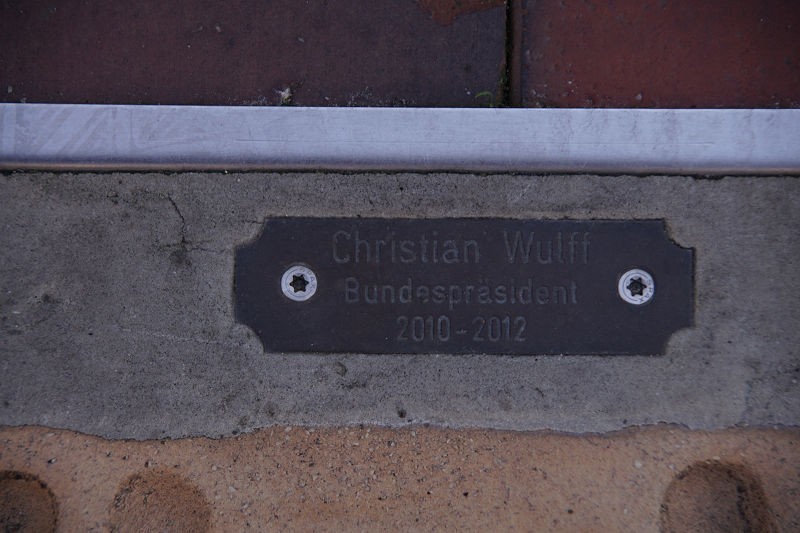 Christian Wulff
Bundespräsident
2010 - 2012